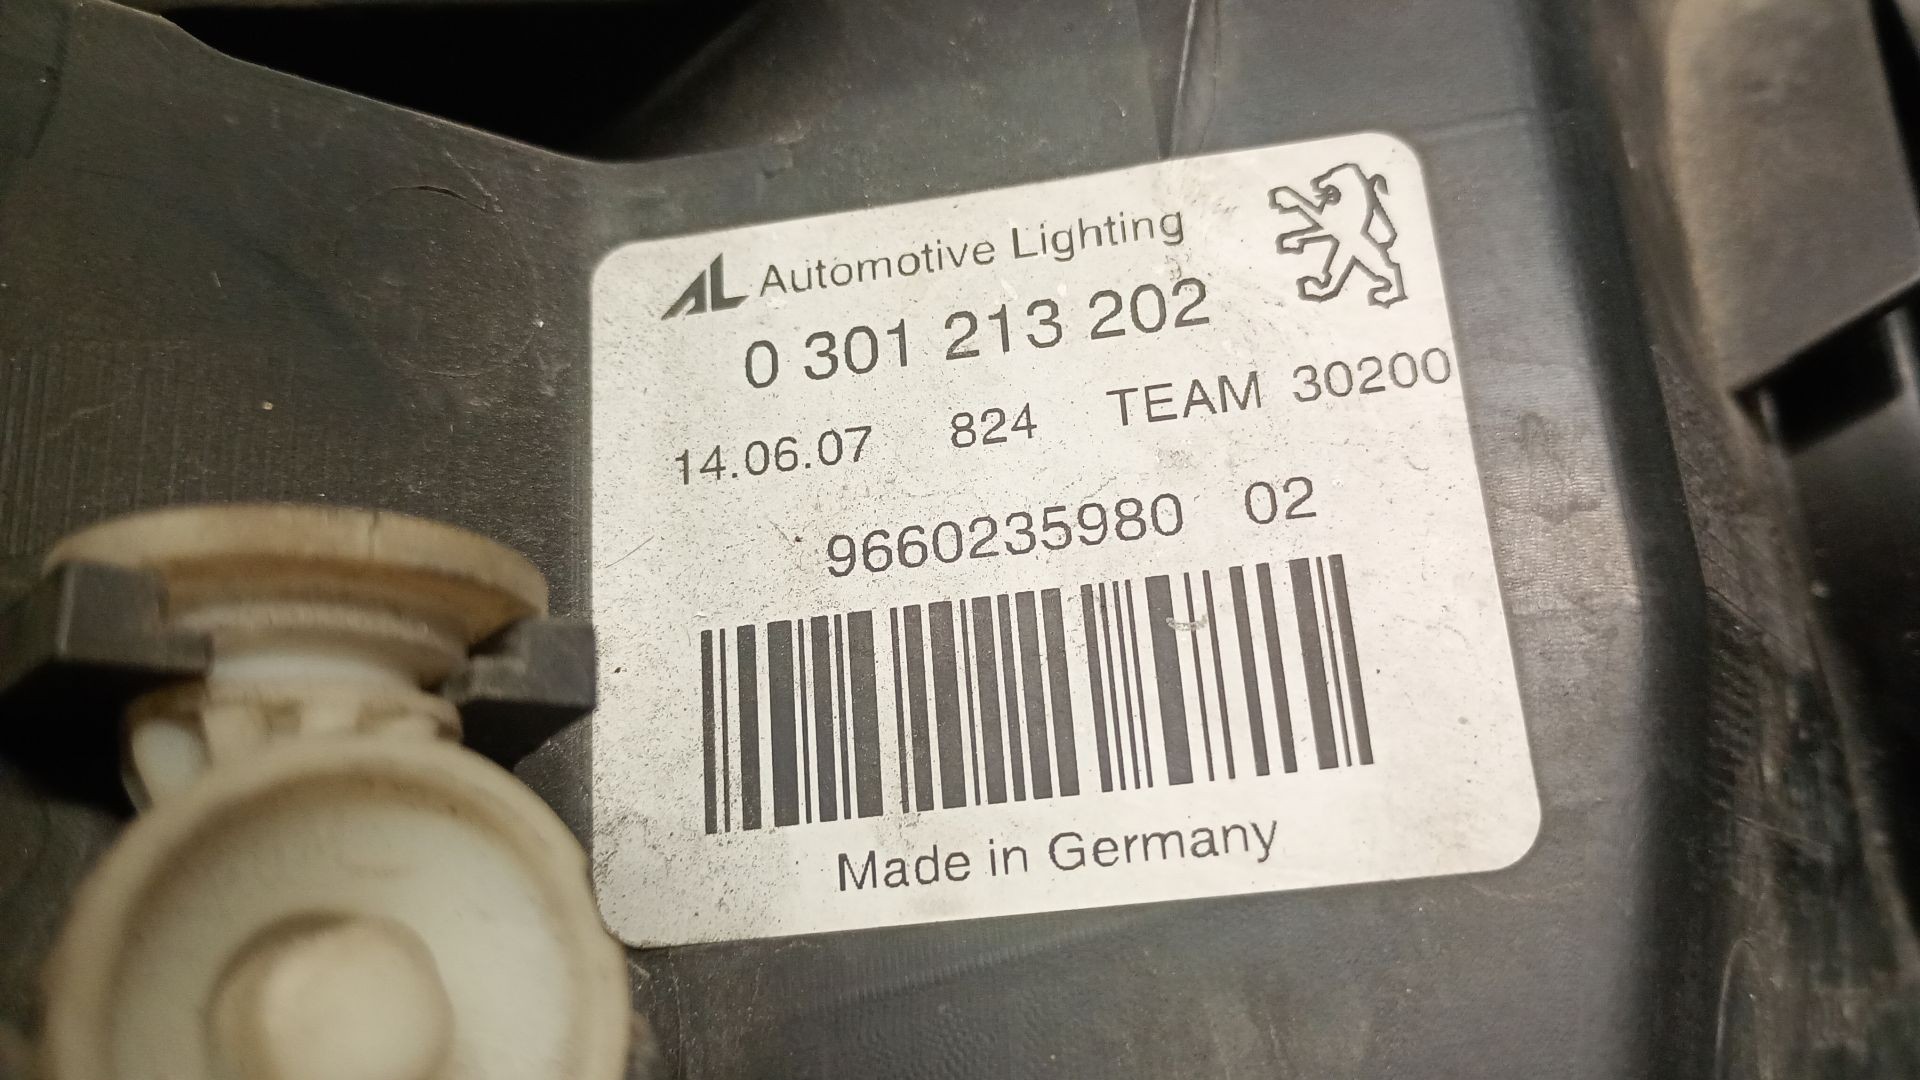 AL Automotive Lighting
0 301 213 202
14.06.07 824 TEAM 30200
9660235980 02
Made in Germany